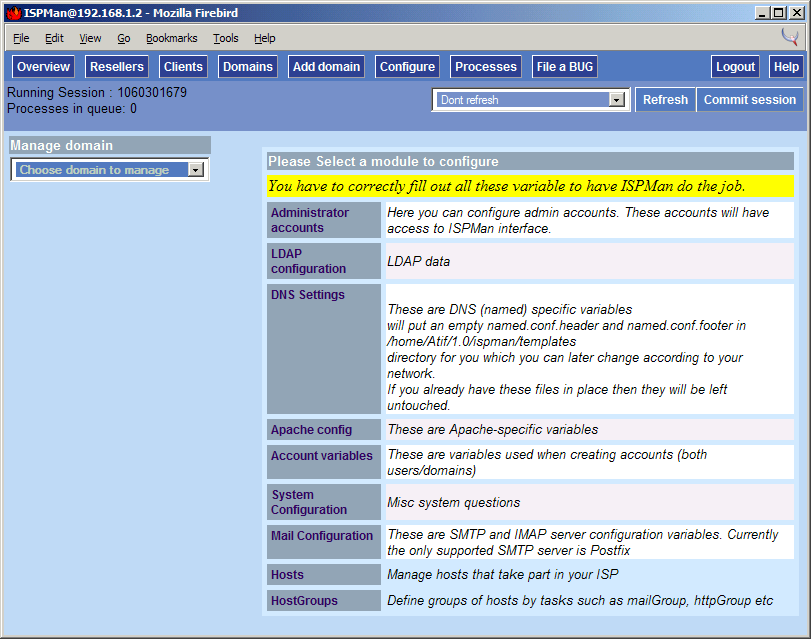 ISPMan@192.168.1.2 - Mozilla Firebird
File Edit View Go Bookmarks Tools Help
Overview Resellers Clients Domains Add domain Configure Processes File a BUG Logout Help
Running Session : 1060301679
Processes in queue: 0
Dont refresh Refresh Commit session
Manage domain
Choose domain to manage
Please Select a module to configure
You have to correctly fill out all these variable to have ISPMan do the job.
Administrator
accounts
Here you can configure admin accounts. These accounts will have
access to ISPMan interface.
LDAP
configuration
LDAP data
DNS Settings
These are DNS (named) specific variables
will put an empty named.conf.header and named.conf.footer in
/home/Atif/1.0/ispman/templates
directory for you which you can later change according to your
network.
If you already have these files in place then they will be left
untouched.
Apache config
These are Apache-specific variables
Account variables
These are variables used when creating accounts (both
users/domains)
System
Configuration
Misc system questions
Mail Configuration
These are SMTP and IMAP server configuration variables. Currently
the only supported SMTP server is Postfix
Hosts
Manage hosts that take part in your ISP
HostGroups
Define groups of hosts by tasks such as mailGroup, httpGroup etc